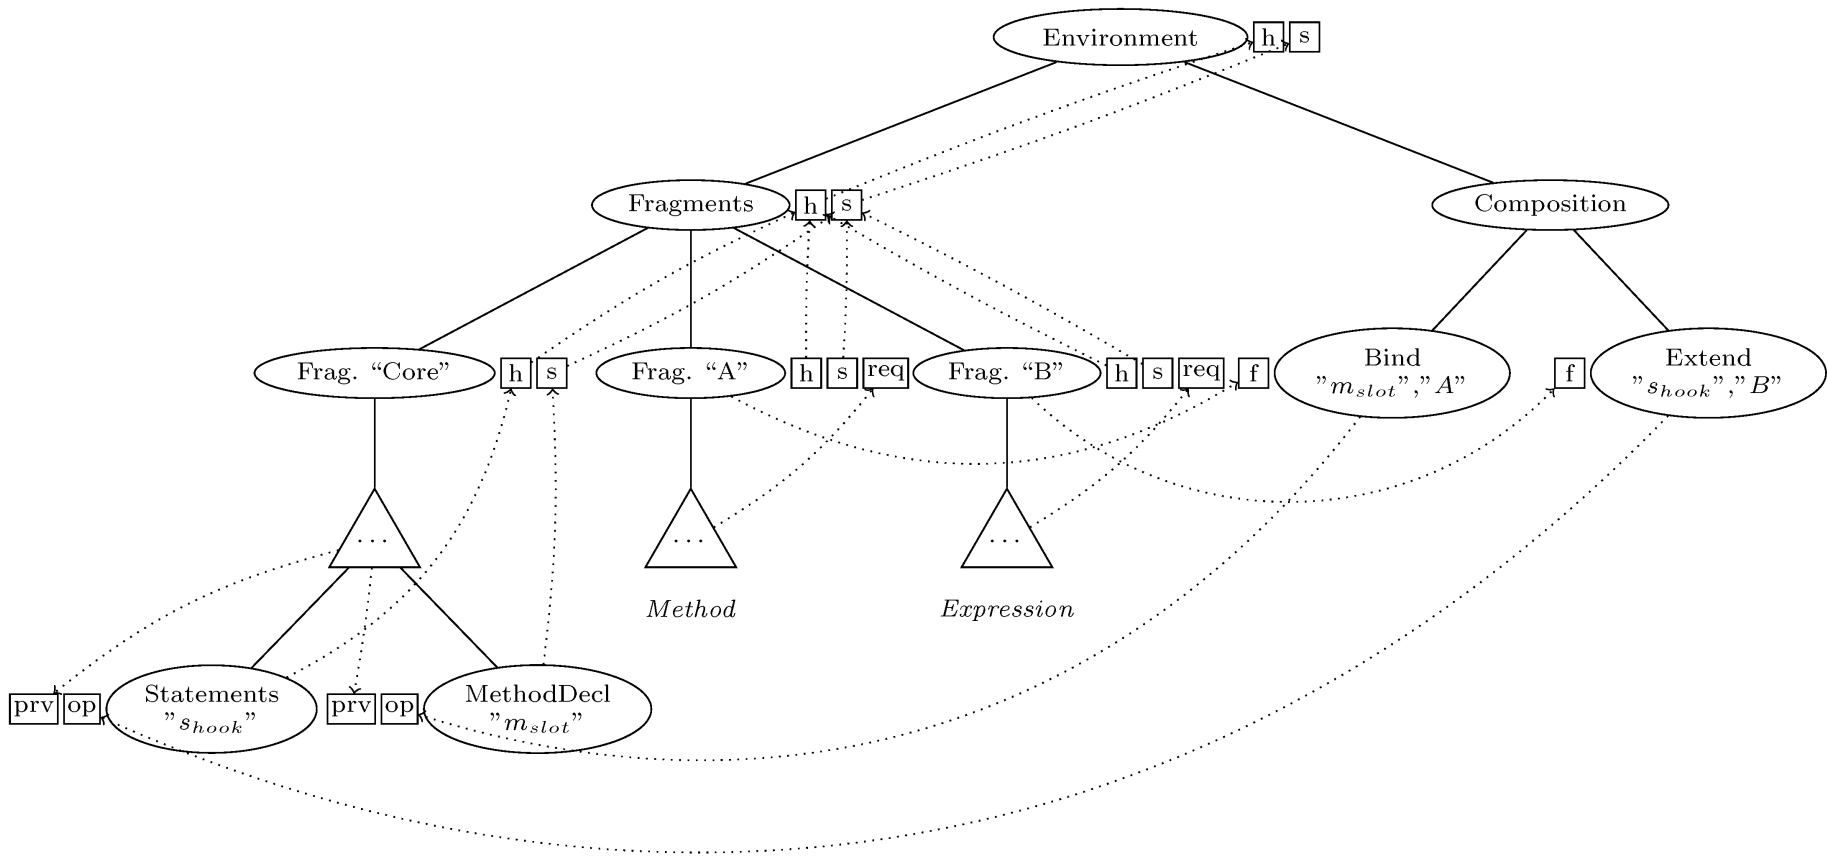 Environment h s
Fragments h s Composition
Frag. “Core” h s Frag. “A” h s req Frag. “B” h s req f Bind f Extend
”m_slot”,”A” ”s_hook”,”B”
... ... ...
Method Expression
prv op Statements prv op MethodDecl
”s_hook” ”m_slot”